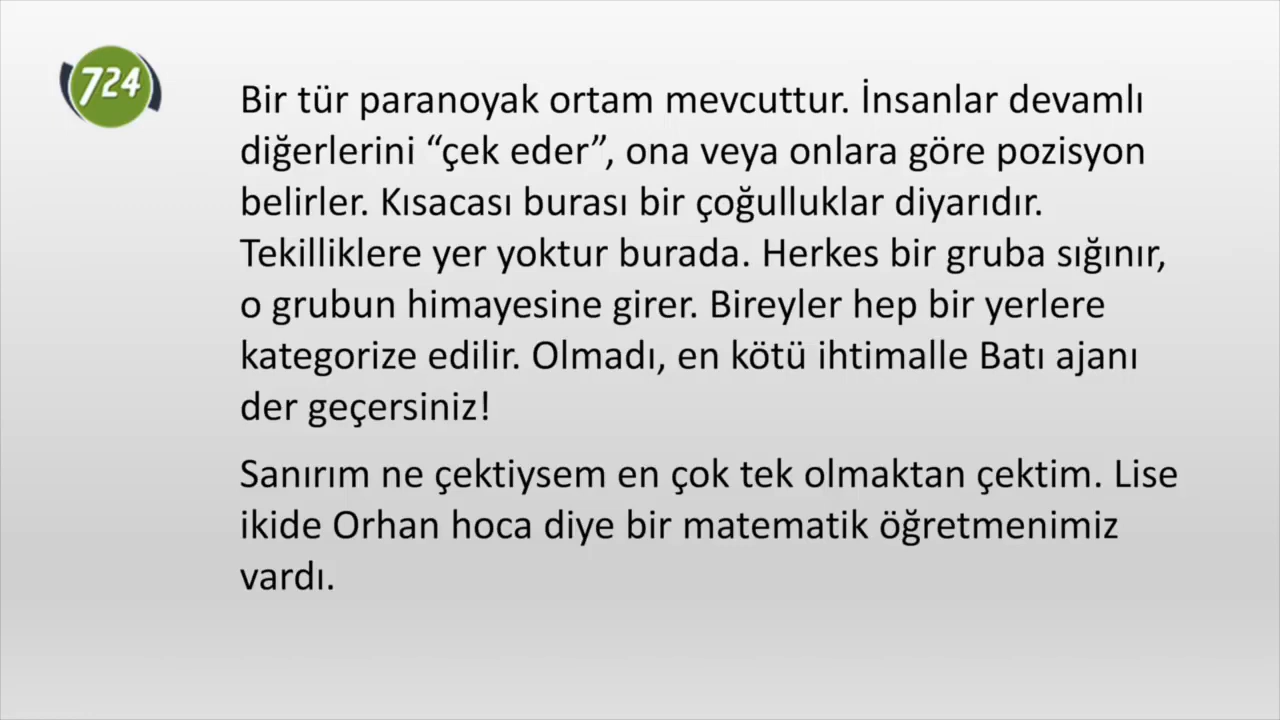 724
Bir tür paranoyak ortam mevcuttur. İnsanlar devamlı
diğerlerini “çek eder”, ona veya onlara göre pozisyon
belirler. Kısacası burası bir çoğulluklar diyarıdır.
Tekilliklere yer yoktur burada. Herkes bir gruba sığınır,
o grubun himayesine girer. Bireyler hep bir yerlere
kategorize edilir. Olmadı, en kötü ihtimalle Batı ajanı
der geçersiniz!
Sanırım ne çektiysem en çok tek olmaktan çektim. Lise
ikide Orhan hoca diye bir matematik öğretmenimiz
vardı.